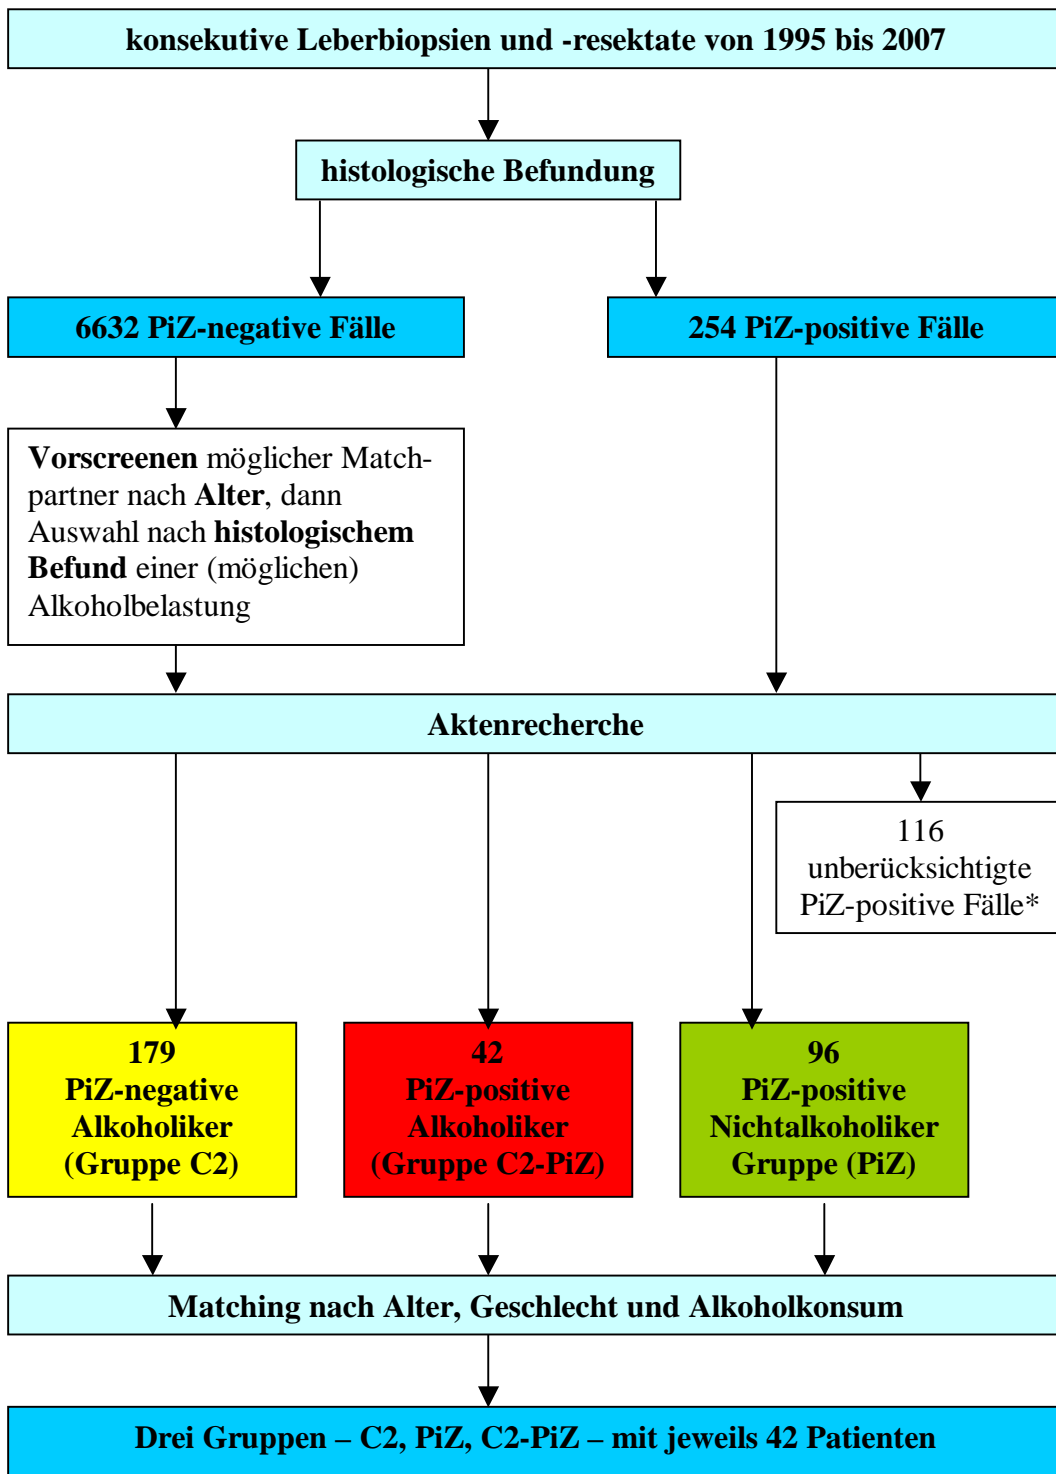 konsekutive Leberbiopsien und -resektate von 1995 bis 2007
histologische Befundung
6632 PiZ-negative Fälle
254 PiZ-positive Fälle
Vorscreenen möglicher Match-
partner nach Alter, dann
Auswahl nach histologischem
Befund einer (möglichen)
Alkoholbelastung
Aktenrecherche
116
unberücksichtigte
PiZ-positive Fälle*
179
PiZ-negative
Alkoholiker
(Gruppe C2)
42
PiZ-positive
Alkoholiker
(Gruppe C2-PiZ)
96
PiZ-positive
Nichtalkoholiker
Gruppe (PiZ)
Matching nach Alter, Geschlecht und Alkoholkonsum
Drei Gruppen – C2, PiZ, C2-PiZ – mit jeweils 42 Patienten